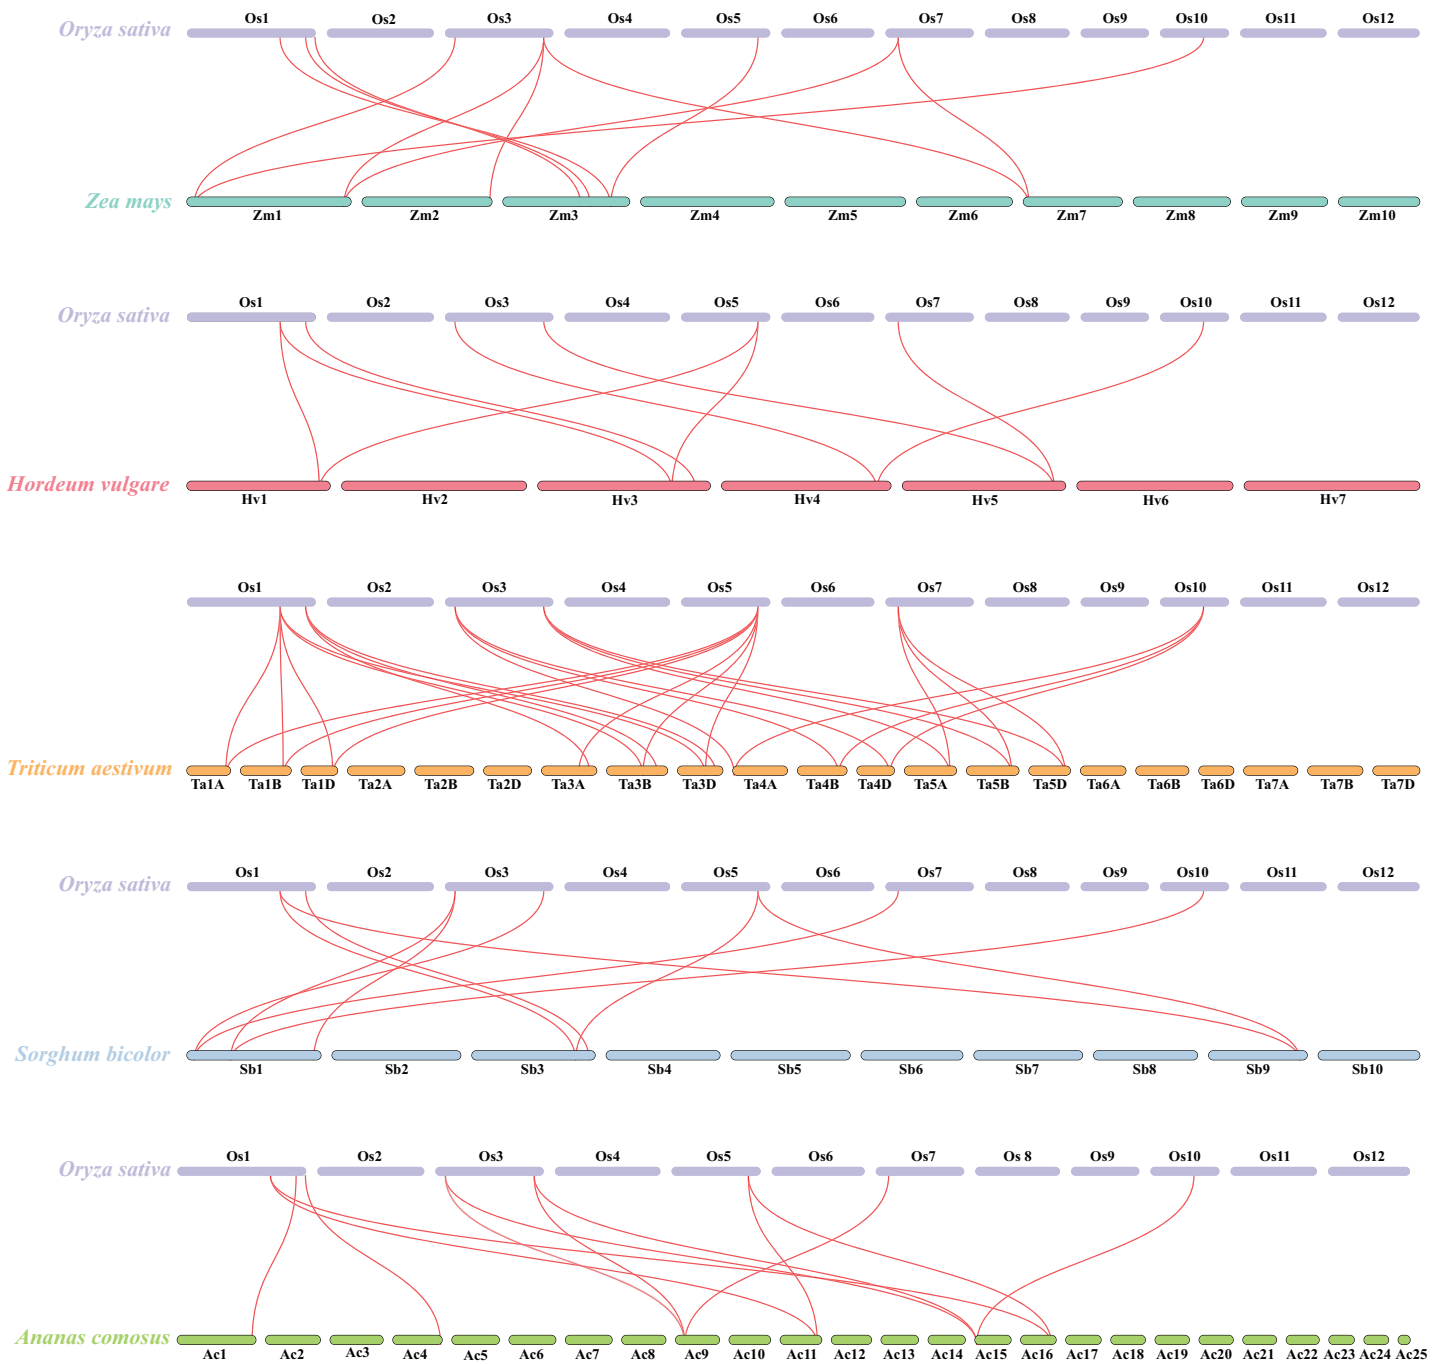 Os1 Os2 Os3 Os4 Os5 Os6 Os7 Os8 Os9 Os10 Os11 Os12
Oryza sativa
Zea mays
Zm1 Zm2 Zm3 Zm4 Zm5 Zm6 Zm7 Zm8 Zm9 Zm10
Os1 Os2 Os3 Os4 Os5 Os6 Os7 Os8 Os9 Os10 Os11 Os12
Oryza sativa
Hordeum vulgare
Hv1 Hv2 Hv3 Hv4 Hv5 Hv6 Hv7
Os1 Os2 Os3 Os4 Os5 Os6 Os7 Os8 Os9 Os10 Os11 Os12
Triticum aestivum
Ta1A Ta1B Ta1D Ta2A Ta2B Ta2D Ta3A Ta3B Ta3D Ta4A Ta4B Ta4D Ta5A Ta5B Ta5D Ta6A Ta6B Ta6D Ta7A Ta7B Ta7D
Os1 Os2 Os3 Os4 Os5 Os6 Os7 Os8 Os9 Os10 Os11 Os12
Oryza sativa
Sorghum bicolor
Sb1 Sb2 Sb3 Sb4 Sb5 Sb6 Sb7 Sb8 Sb9 Sb10
Os1 Os2 Os3 Os4 Os5 Os6 Os7 Os 8 Os9 Os10 Os11 Os12
Oryza sativa
Ananas comosus
Ac1 Ac2 Ac3 Ac4 Ac5 Ac6 Ac7 Ac8 Ac9 Ac10 Ac11 Ac12 Ac13 Ac14 Ac15 Ac16 Ac17 Ac18 Ac19 Ac20 Ac21 Ac22 Ac23 Ac24 Ac25